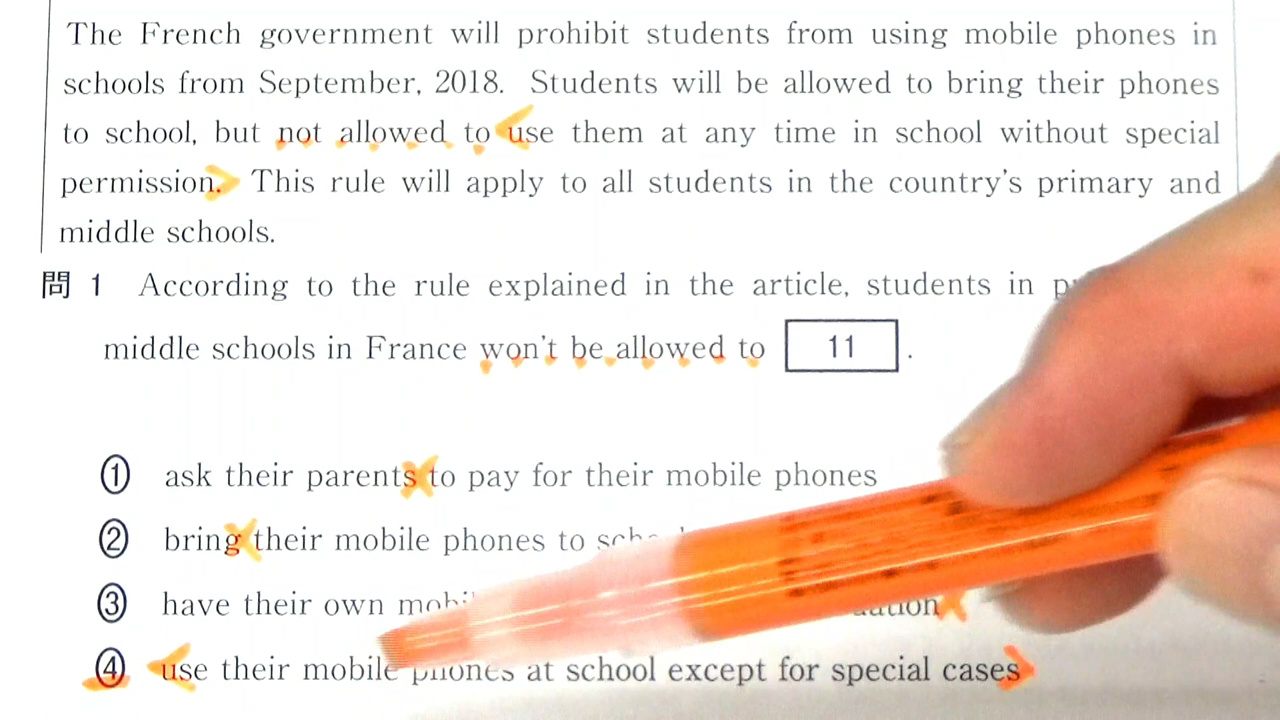 The French government will prohibit students from using mobile phones in
schools from September, 2018. Students will be allowed to bring their phones
to school, but not allowed to use them at any time in school without special
permission. This rule will apply to all students in the country's primary and
middle schools.
問 1 According to the rule explained in the article, students in
middle schools in France won't be allowed to 11 .
① ask their parents to pay for their mobile phones
② bring their mobile phones to
③ have their own
④ use their mobile phones at school except for special cases